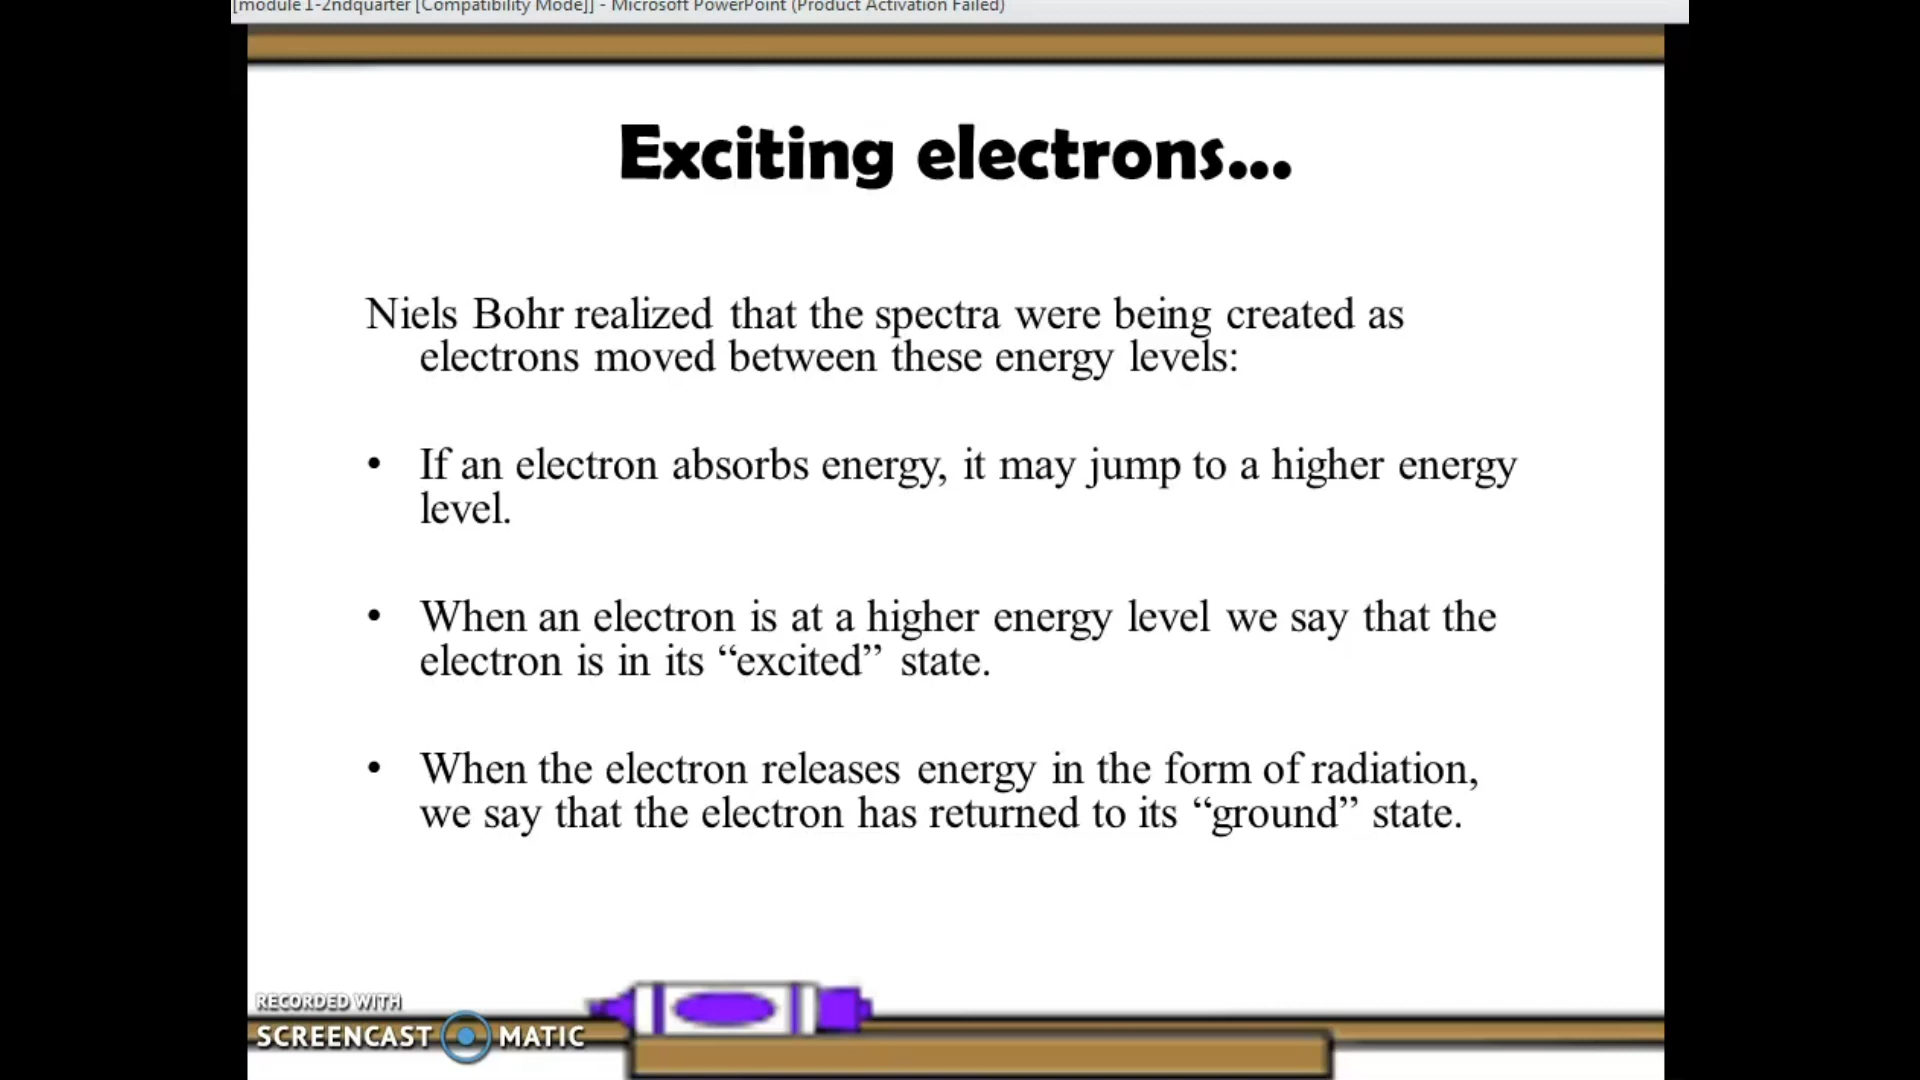 [module 1-2ndquarter [Compatibility Mode]] - Microsoft PowerPoint (Product Activation Failed)
Exciting electrons...
Niels Bohr realized that the spectra were being created as
electrons moved between these energy levels:
• If an electron absorbs energy, it may jump to a higher energy
level.
• When an electron is at a higher energy level we say that the
electron is in its “excited” state.
• When the electron releases energy in the form of radiation,
we say that the electron has returned to its “ground” state.
RECORDED WITH
SCREENCAST MATIC